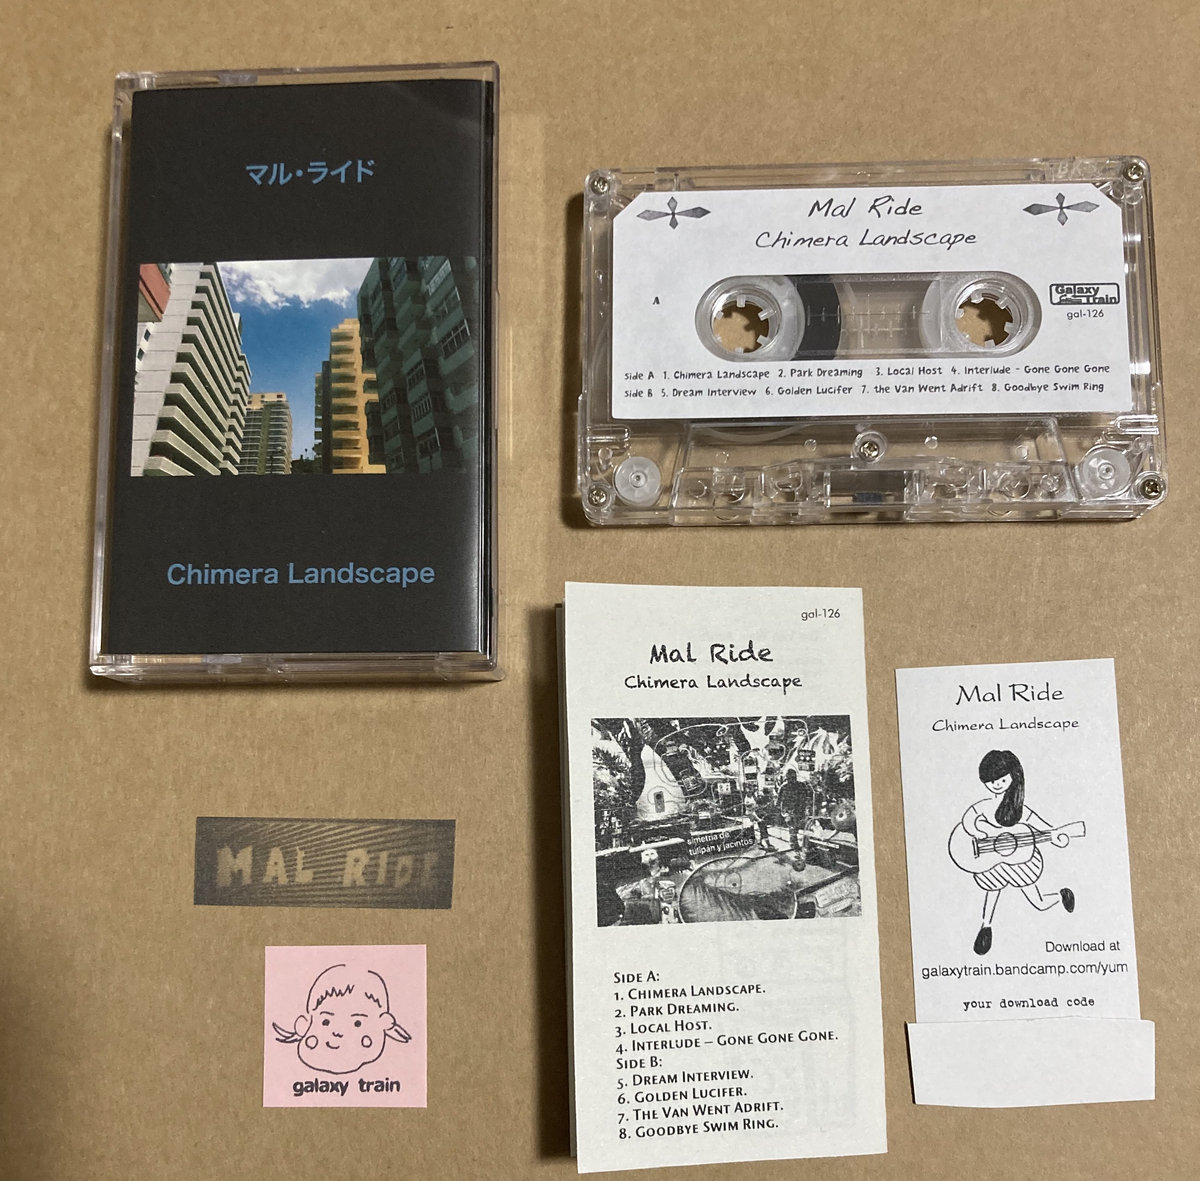 マル・ライド
Chimera Landscape
Mal Ride
Chimera Landscape
A
Galaxy
Train
gal-126
side A 1. Chimera Landscape 2. Park Dreaming 3. Local Host 4. Interlude - Gone Gone Gone
side B 5. Dream Interview 6. Golden Lucifer 7. the Van Went Adrift 8. Goodbye Swim Ring
MAL RIDE
galaxy train
gal-126
Mal Ride
Chimera Landscape
simetria de
tulipán y jacintos
SIDE A:
1. CHIMERA LANDSCAPE.
2. PARK DREAMING.
3. LOCAL HOST.
4. INTERLUDE – GONE GONE GONE.
SIDE B:
5. DREAM INTERVIEW.
6. GOLDEN LUCIFER.
7. THE VAN WENT ADRIFT.
8. GOODBYE SWIM RING.
Mal Ride
Chimera Landscape
Download at
galaxytrain.bandcamp.com/yum
your download code